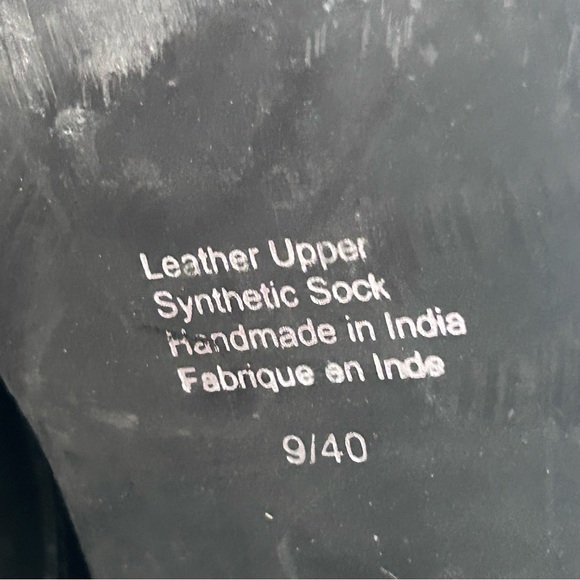 Leather Upper
Synthetic Sock
Handmade in India
Fabrique en Inde
9/40